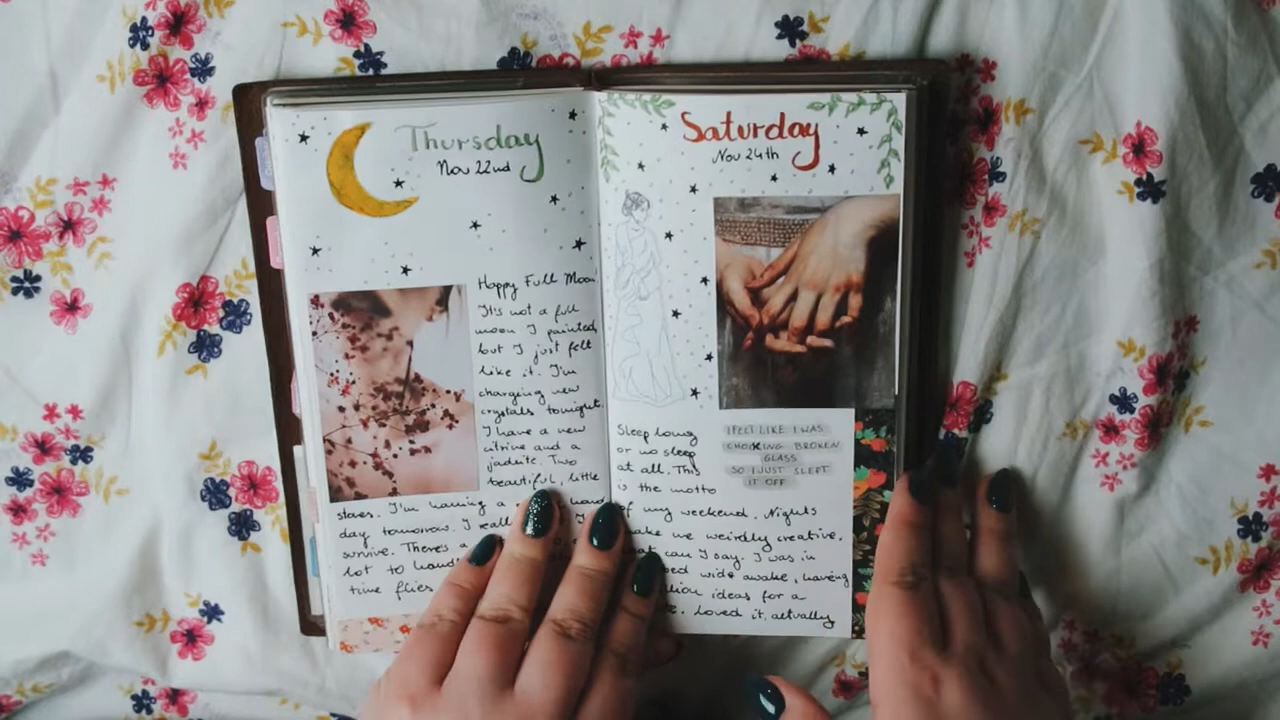 Thursday
Nov 22nd
Happy Full Moon
It's not a full
moon I painted
but I just felt
like it. I'm
charging new
crystals tonight.
I have a new
citrine and a
jadeite. Two
beautiful, little
stones. I'm having a hard
day tomorrow. I
survive. There's a
lot to
time flies
Saturday
Nov 24th
Sleep long
or no sleep
at all. This
is the motto
I FEEL LIKE I WAS
CHOKING BROKEN
GLASS
SO I JUST SLEPT
IT OFF
of my weekend. Nights
make me weirdly creative,
can I say. I was in
bed wide awake, having
ideas for a
Loved it, actually